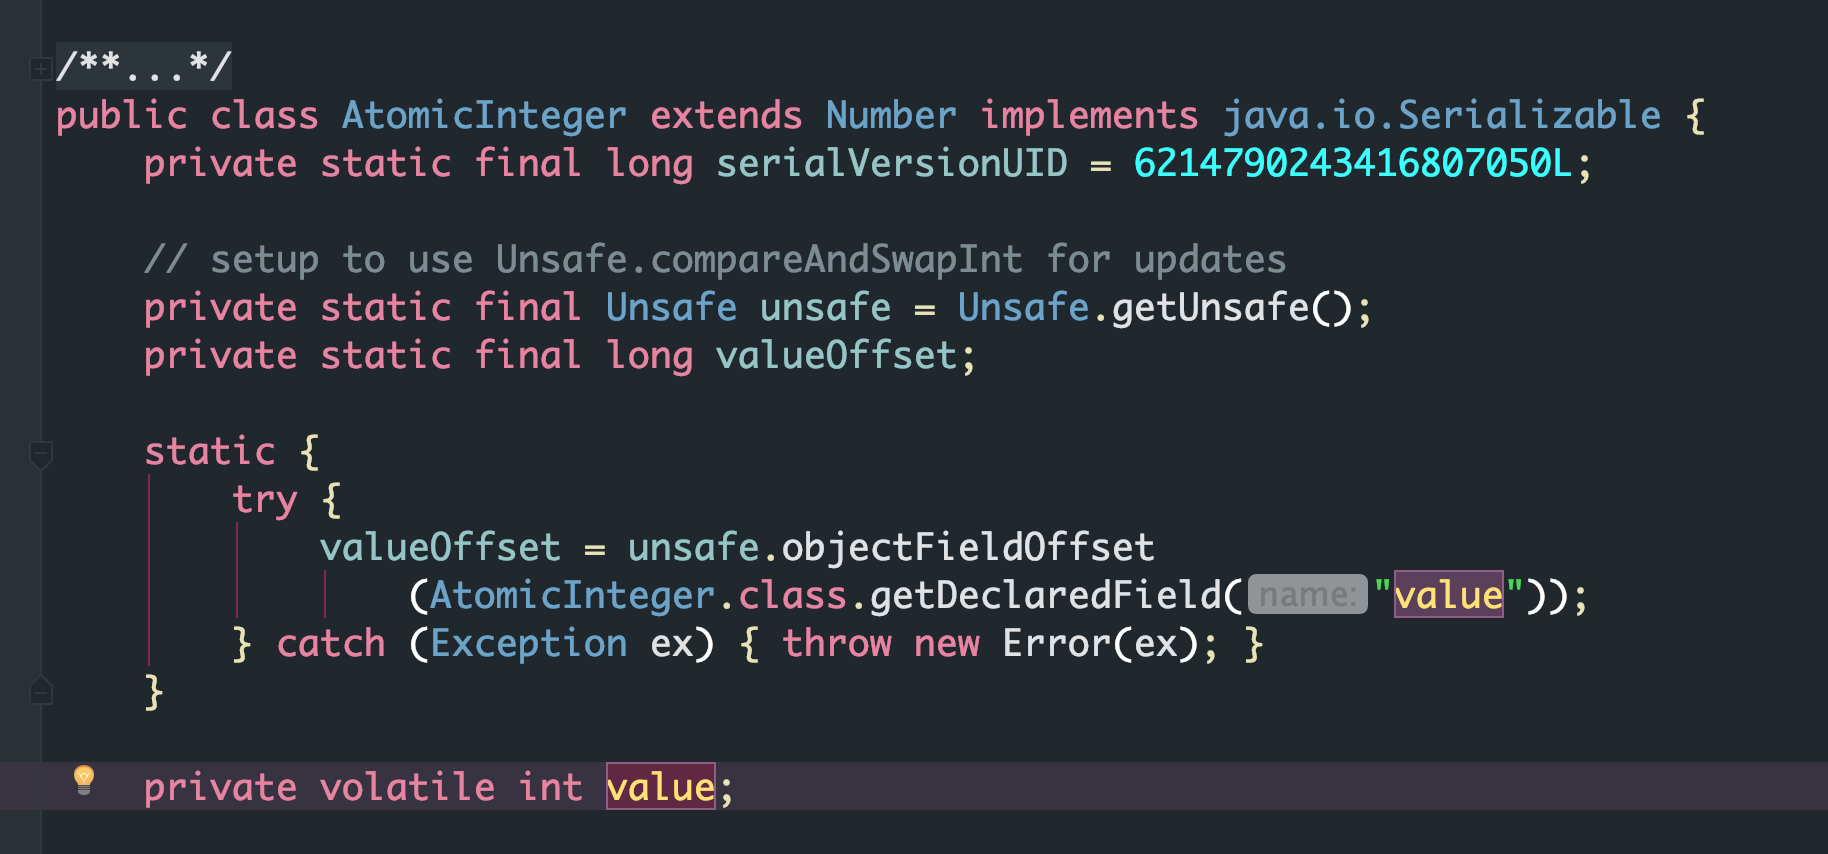 /**...*/
public class AtomicInteger extends Number implements java.io.Serializable {
    private static final long serialVersionUID = 6214790243416807050L;

    // setup to use Unsafe.compareAndSwapInt for updates
    private static final Unsafe unsafe = Unsafe.getUnsafe();
    private static final long valueOffset;

    static {
        try {
            valueOffset = unsafe.objectFieldOffset
                (AtomicInteger.class.getDeclaredField( name: "value"));
        } catch (Exception ex) { throw new Error(ex); }
    }

    private volatile int value;